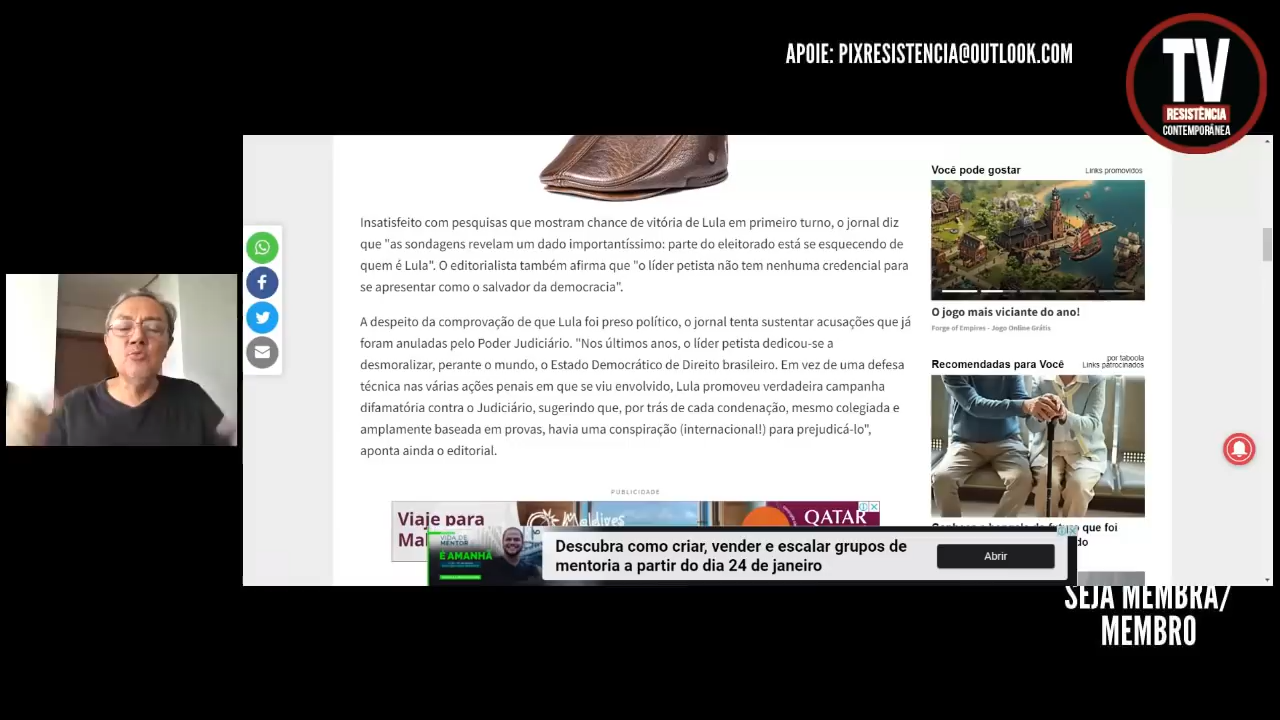 APOIE: PIXRESISTENCIA@OUTLOOK.COM
TV
RESISTÊNCIA
CONTEMPORÂNEA
Insatisfeito com pesquisas que mostram chance de vitória de Lula em primeiro turno, o jornal diz
que "as sondagens revelam um dado importantíssimo: parte do eleitorado está se esquecendo de
quem é Lula". O editorialista também afirma que "o líder petista não tem nenhuma credencial para
se apresentar como o salvador da democracia".
A despeito da comprovação de que Lula foi preso político, o jornal tenta sustentar acusações que já
foram anuladas pelo Poder Judiciário. "Nos últimos anos, o líder petista dedicou-se a
desmoralizar, perante o mundo, o Estado Democrático de Direito brasileiro. Em vez de uma defesa
técnica nas várias ações penais em que se viu envolvido, Lula promoveu verdadeira campanha
difamatória contra o Judiciário, sugerindo que, por trás de cada condenação, mesmo colegiada e
amplamente baseada em provas, havia uma conspiração (internacional!) para prejudicá-lo",
aponta ainda o editorial.
PUBLICIDADE
Viaje para
Maldives
QATAR
VIDA DE
MENTOR
É AMANHÃ
Descubra como criar, vender e escalar grupos de
mentoria a partir do dia 24 de janeiro
Abrir
Você pode gostar
Links promovidos
O jogo mais viciante do ano!
Forge of Empires - Jogo Online Grátis
por taboola
Recomendadas para Você
Links patrocinados
que foi
SEJA MEMBRA/
MEMBRO